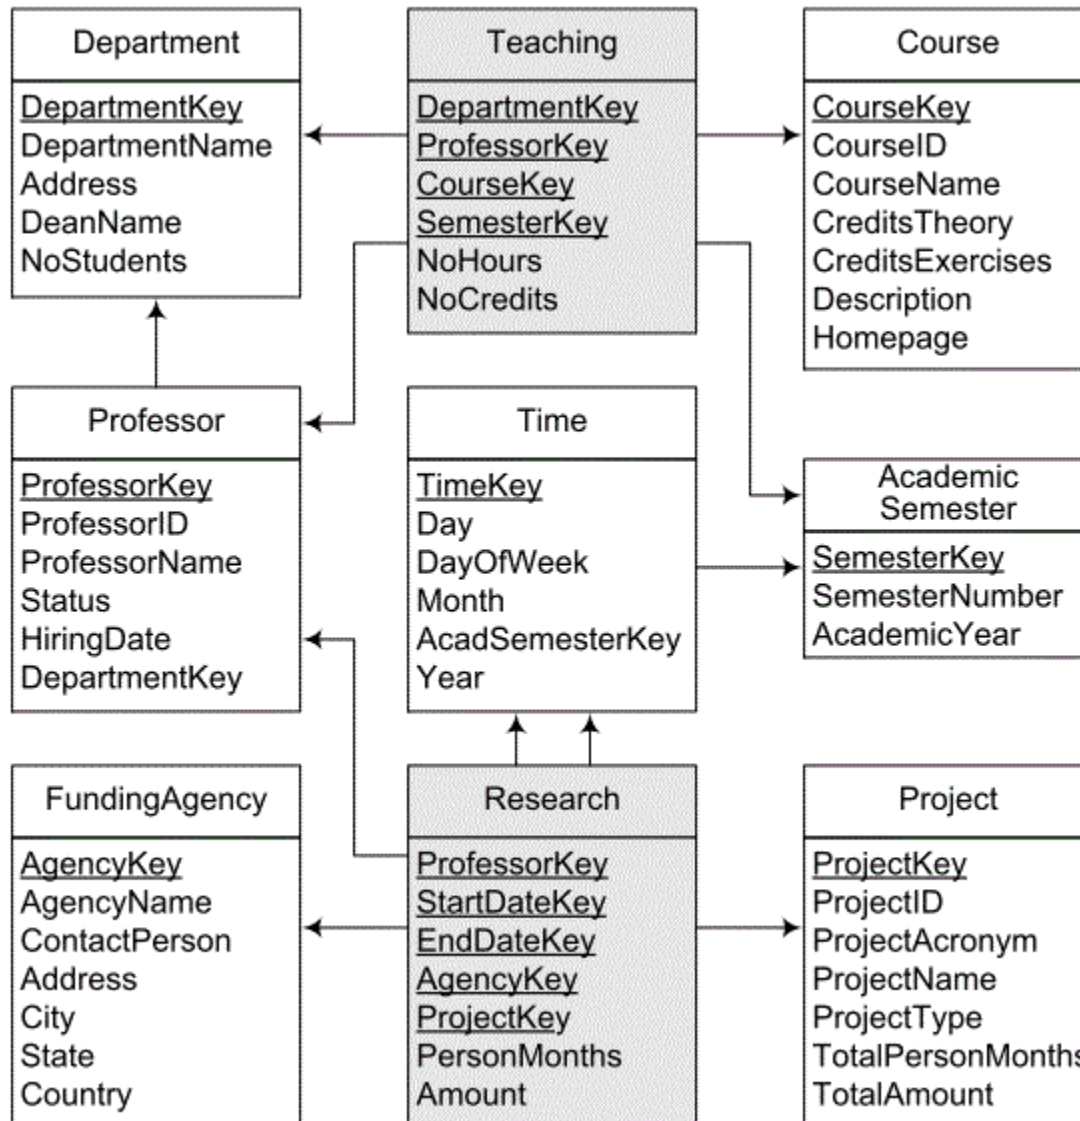 Department
DepartmentKey
DepartmentName
Address
DeanName
NoStudents
Teaching
DepartmentKey
ProfessorKey
CourseKey
SemesterKey
NoHours
NoCredits
Course
CourseKey
CourseID
CourseName
CreditsTheory
CreditsExercises
Description
Homepage
Professor
ProfessorKey
ProfessorID
ProfessorName
Status
HiringDate
DepartmentKey
Time
TimeKey
Day
DayOfWeek
Month
AcadSemesterKey
Year
Academic
Semester
SemesterKey
SemesterNumber
AcademicYear
FundingAgency
AgencyKey
AgencyName
ContactPerson
Address
City
State
Country
Research
ProfessorKey
StartDateKey
EndDateKey
AgencyKey
ProjectKey
PersonMonths
Amount
Project
ProjectKey
ProjectID
ProjectAcronym
ProjectName
ProjectType
TotalPersonMonths
TotalAmount